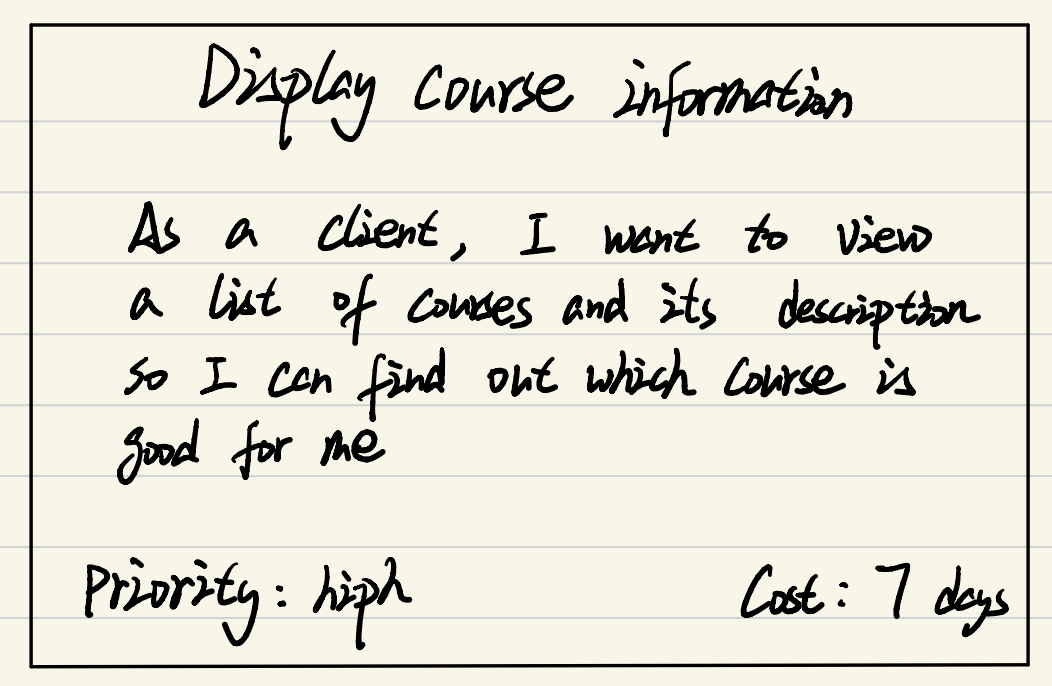 Display Course information
As a client, I want to view
a list of courses and its description
so I can find out which course is
good for me
Priority: high
Cost: 7 days